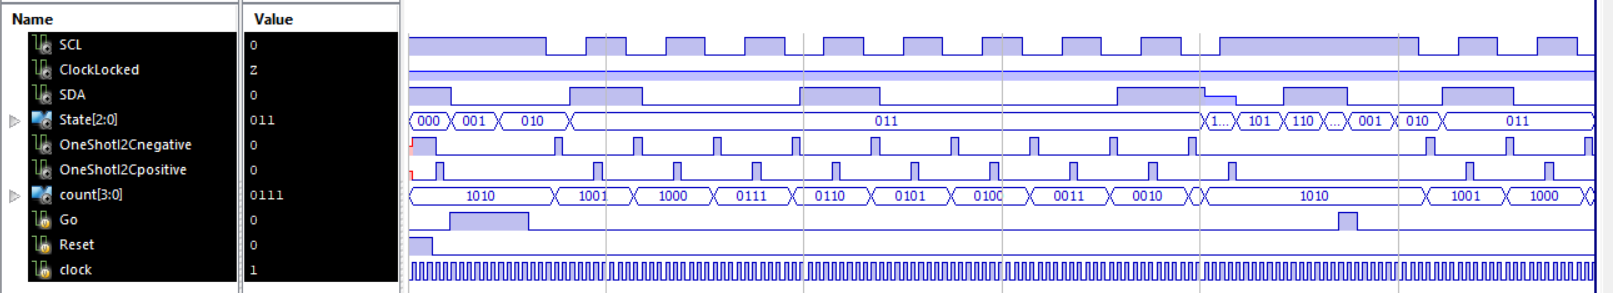 Name Value
SCL 0
ClockLocked Z
SDA 0
State[2:0] 011 000 001 010 011 1... 101 110 ... 001 010 011
OneShotI2Cnegative 0
OneShotI2Cpositive 0
count[3:0] 0111 1010 1001 1000 0111 0110 0101 0100 0011 0010 1010 1001 1000
Go 0
Reset 0
clock 1